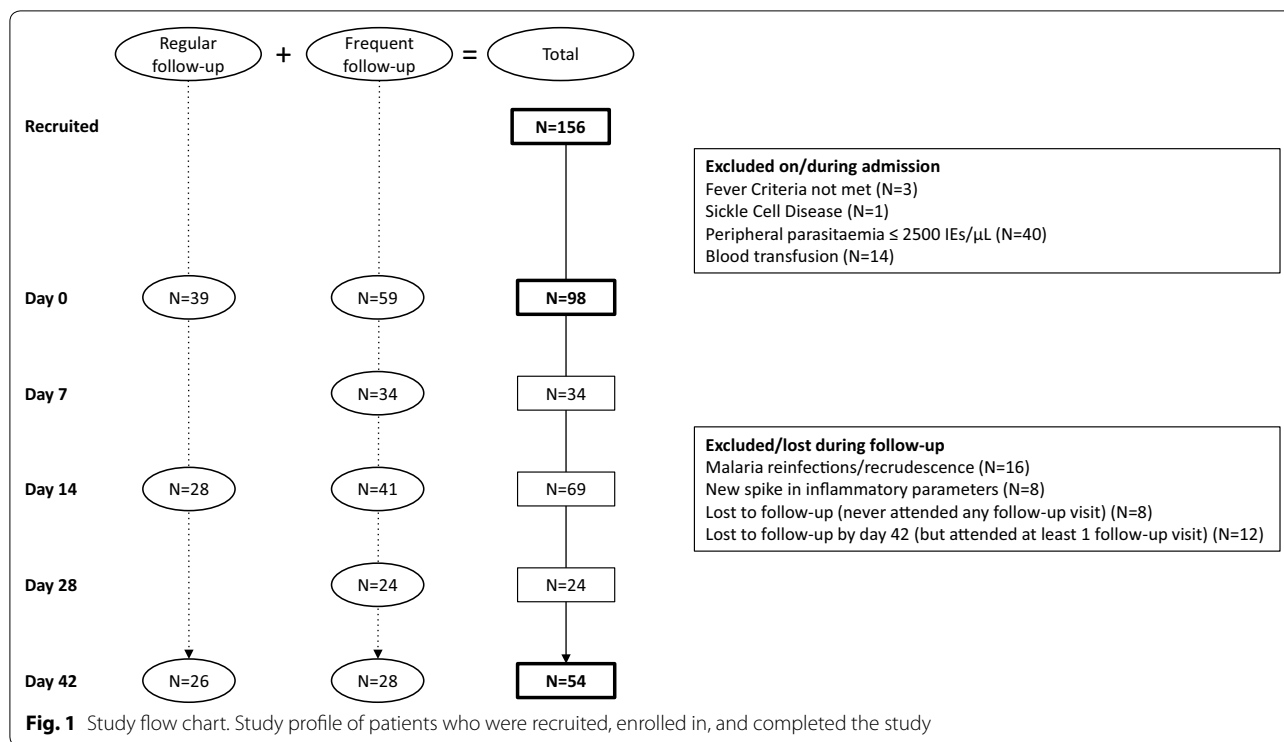 Regular
follow-up
+
Frequent
follow-up
=
Total
Recruited
N=156
Excluded on/during admission
Fever Criteria not met (N=3)
Sickle Cell Disease (N=1)
Peripheral parasitaemia ≤ 2500 IEs/μL (N=40)
Blood transfusion (N=14)
Day 0
N=39
N=59
N=98
Day 7
N=34
N=34
Excluded/lost during follow-up
Malaria reinfections/recrudescence (N=16)
New spike in inflammatory parameters (N=8)
Lost to follow-up (never attended any follow-up visit) (N=8)
Lost to follow-up by day 42 (but attended at least 1 follow-up visit) (N=12)
Day 14
N=28
N=41
N=69
Day 28
N=24
N=24
Day 42
N=26
N=28
N=54
Fig. 1 Study flow chart. Study profile of patients who were recruited, enrolled in, and completed the study